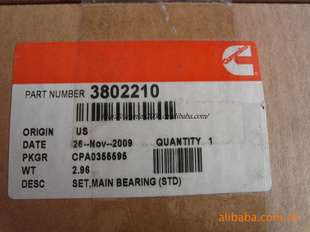 Cummins
PART NUMBER 3802210
ORIGIN US
DATE 26--Nov--2009 QUANTITY 1
PKGR CPA0355595
WT 2.96
DESC SET,MAIN BEARING (STD)
alibaba.com.cn